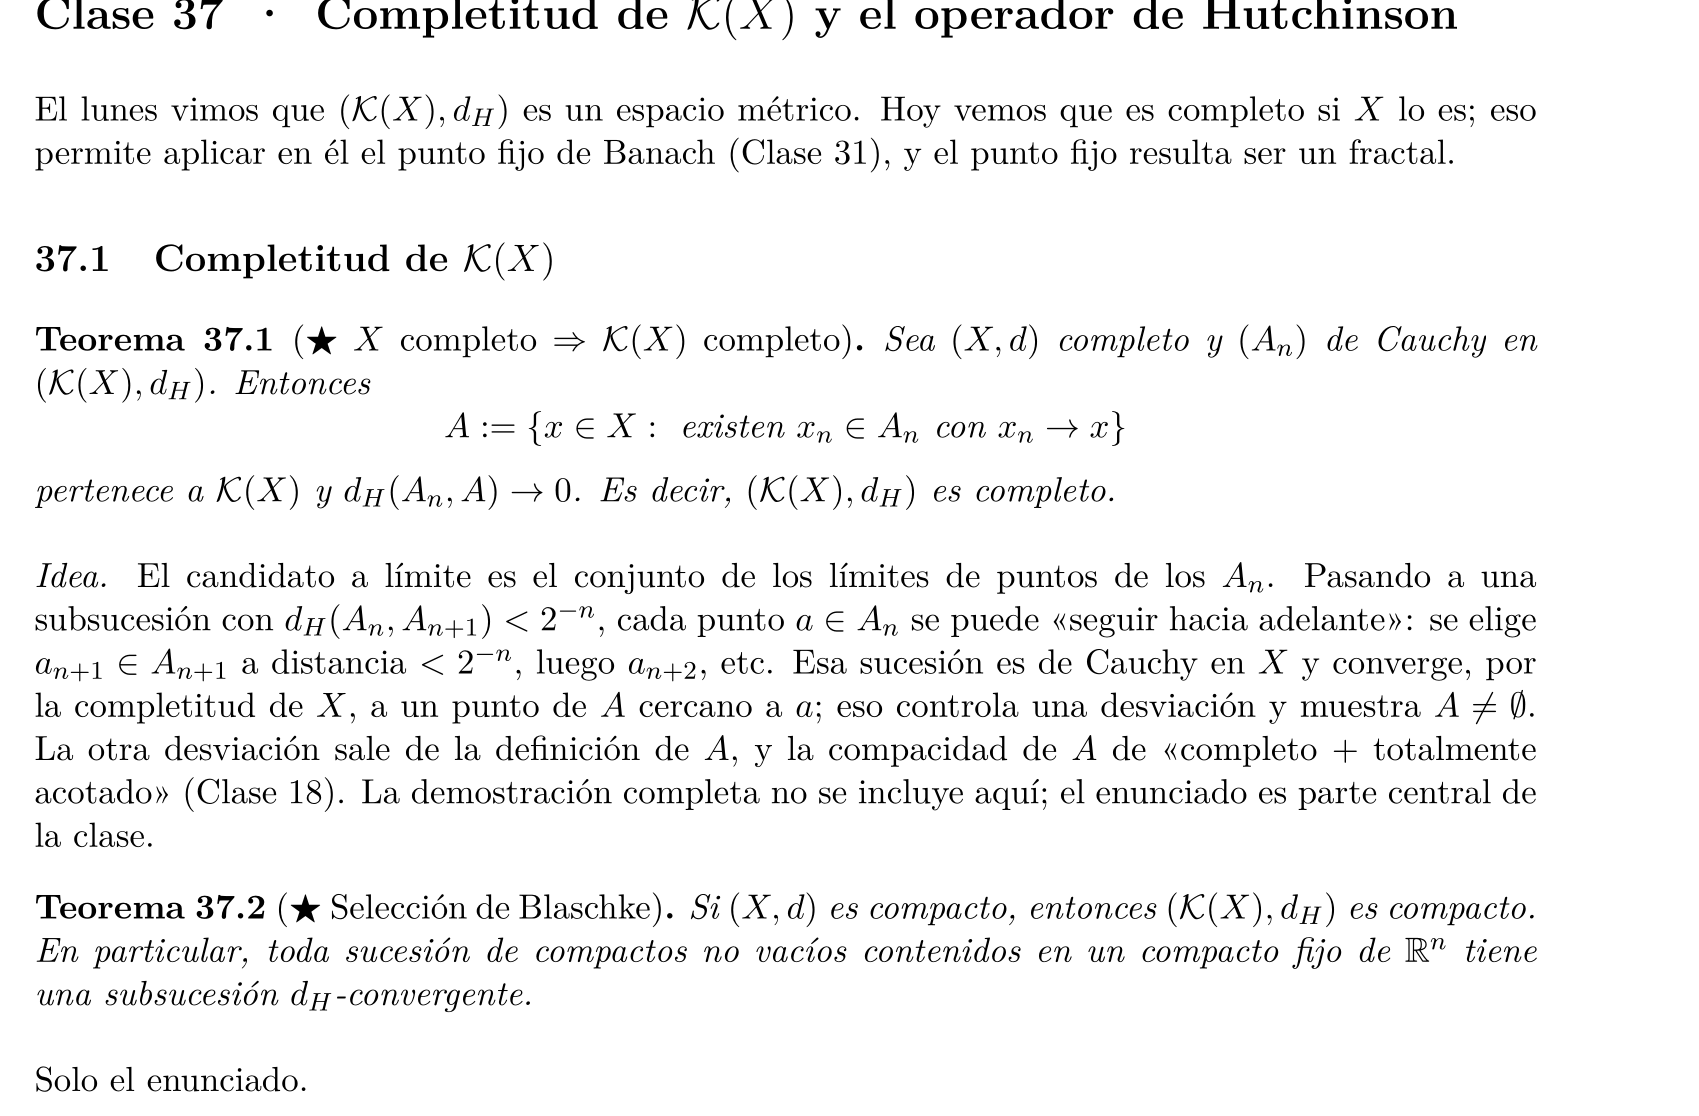 Clase 37 · Completitud de 𝒦(X) y el operador de Hutchinson
El lunes vimos que (𝒦(X), d_H) es un espacio métrico. Hoy vemos que es completo si X lo es; eso
permite aplicar en él el punto fijo de Banach (Clase 31), y el punto fijo resulta ser un fractal.
37.1 Completitud de 𝒦(X)
Teorema 37.1 (★ X completo ⇒ 𝒦(X) completo). Sea (X, d) completo y (A_n) de Cauchy en
(𝒦(X), d_H). Entonces
A := {x ∈ X : existen x_n ∈ A_n con x_n → x}
pertenece a 𝒦(X) y d_H(A_n, A) → 0. Es decir, (𝒦(X), d_H) es completo.
Idea. El candidato a límite es el conjunto de los límites de puntos de los A_n. Pasando a una
subsucesión con d_H(A_n, A_{n+1}) < 2^{−n}, cada punto a ∈ A_n se puede «seguir hacia adelante»: se elige
a_{n+1} ∈ A_{n+1} a distancia < 2^{−n}, luego a_{n+2}, etc. Esa sucesión es de Cauchy en X y converge, por
la completitud de X, a un punto de A cercano a a; eso controla una desviación y muestra A ≠ ∅.
La otra desviación sale de la definición de A, y la compacidad de A de «completo + totalmente
acotado» (Clase 18). La demostración completa no se incluye aquí; el enunciado es parte central de
la clase.
Teorema 37.2 (★ Selección de Blaschke). Si (X, d) es compacto, entonces (𝒦(X), d_H) es compacto.
En particular, toda sucesión de compactos no vacíos contenidos en un compacto fijo de ℝ^n tiene
una subsucesión d_H-convergente.
Solo el enunciado.